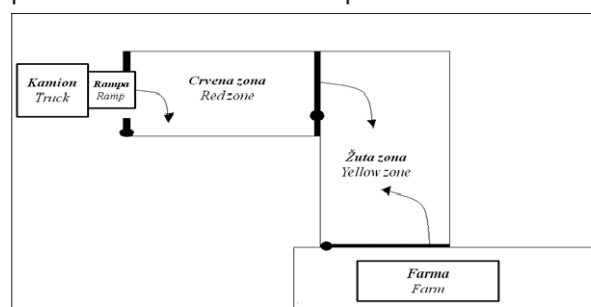 Kamion
Truck
Rampa
Ramp
Crvena zona
Red zone
Žuta zona
Yellow zone
Farma
Farm